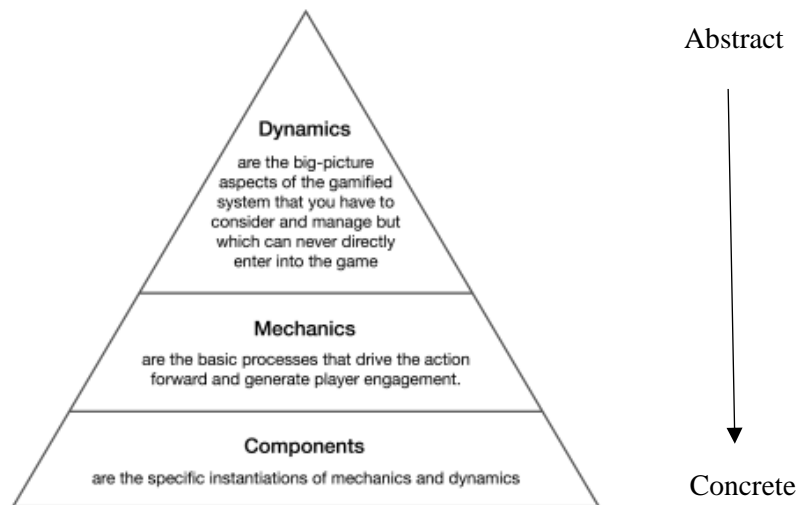 Abstract
Dynamics
are the big-picture
aspects of the gamified
system that you have to
consider and manage but
which can never directly
enter into the game
Mechanics
are the basic processes that drive the action
forward and generate player engagement.
Components
are the specific instantiations of mechanics and dynamics
Concrete